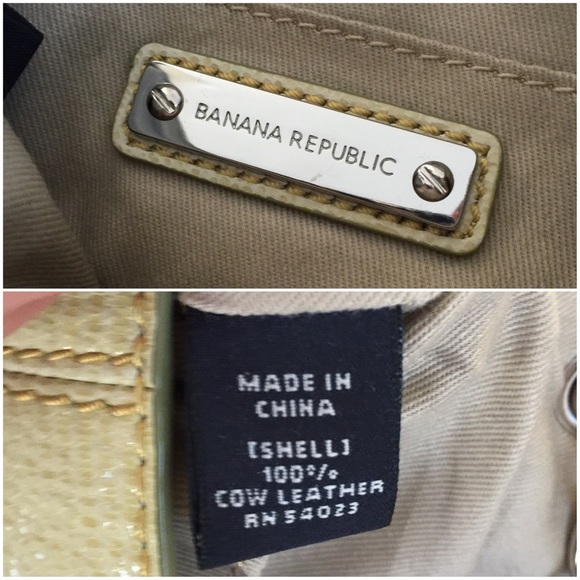 BANANA REPUBLIC
MADE IN
CHINA
[SHELL]
100%
COW LEATHER
RN 54023